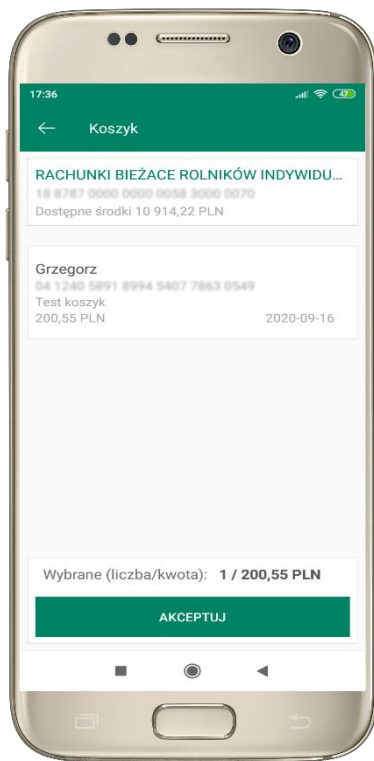 17:36
47
Koszyk
RACHUNKI BIEŻACE ROLNIKÓW INDYWIDU...
18 8787 0000 0000 0058 3000 0070
Dostępne środki 10 914,22 PLN
Grzegorz
04 1240 5891 8994 5407 7863 0549
Test koszyk
200,55 PLN 2020-09-16
Wybrane (liczba/kwota): 1 / 200,55 PLN
AKCEPTUJ